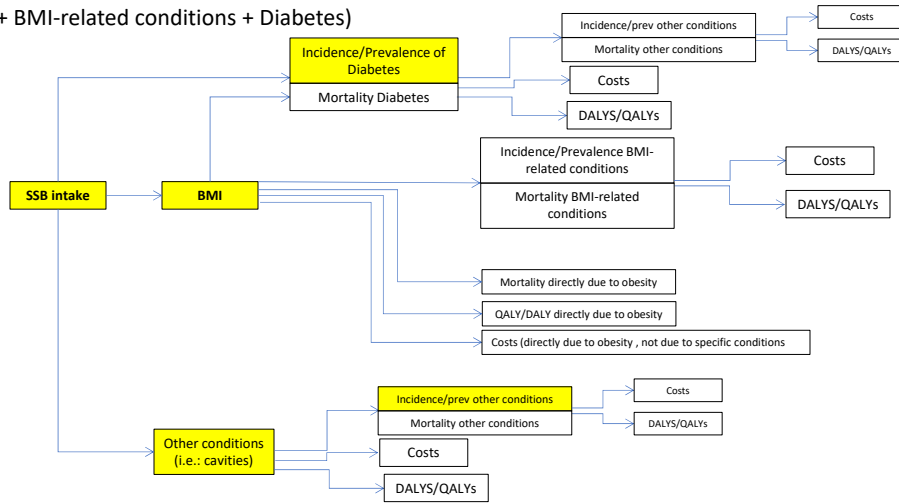 + BMI-related conditions + Diabetes)
Incidence/prev other conditions
Mortality other conditions
Costs
DALYS/QALYs
Incidence/Prevalence of
Diabetes
Mortality Diabetes
Costs
DALYS/QALYs
Incidence/Prevalence BMI-
related conditions
Mortality BMI-related
conditions
Costs
DALYS/QALYs
SSB intake
BMI
Mortality directly due to obesity
QALY/DALY directly due to obesity
Costs (directly due to obesity , not due to specific conditions
Incidence/prev other conditions
Mortality other conditions
Costs
DALYS/QALYs
Other conditions
(i.e.: cavities)
Costs
DALYS/QALYs